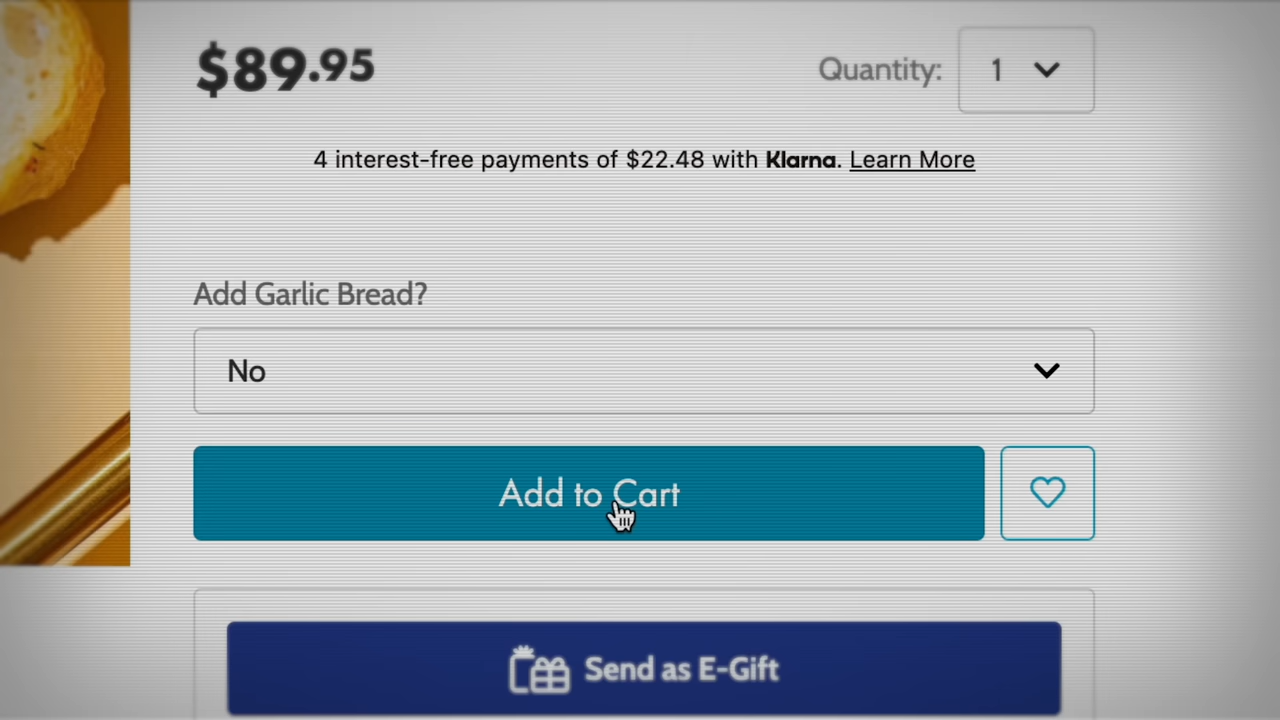 $89.95
Quantity: 1
4 interest-free payments of $22.48 with Klarna. Learn More
Add Garlic Bread?
No
Add to Cart
Send as E-Gift